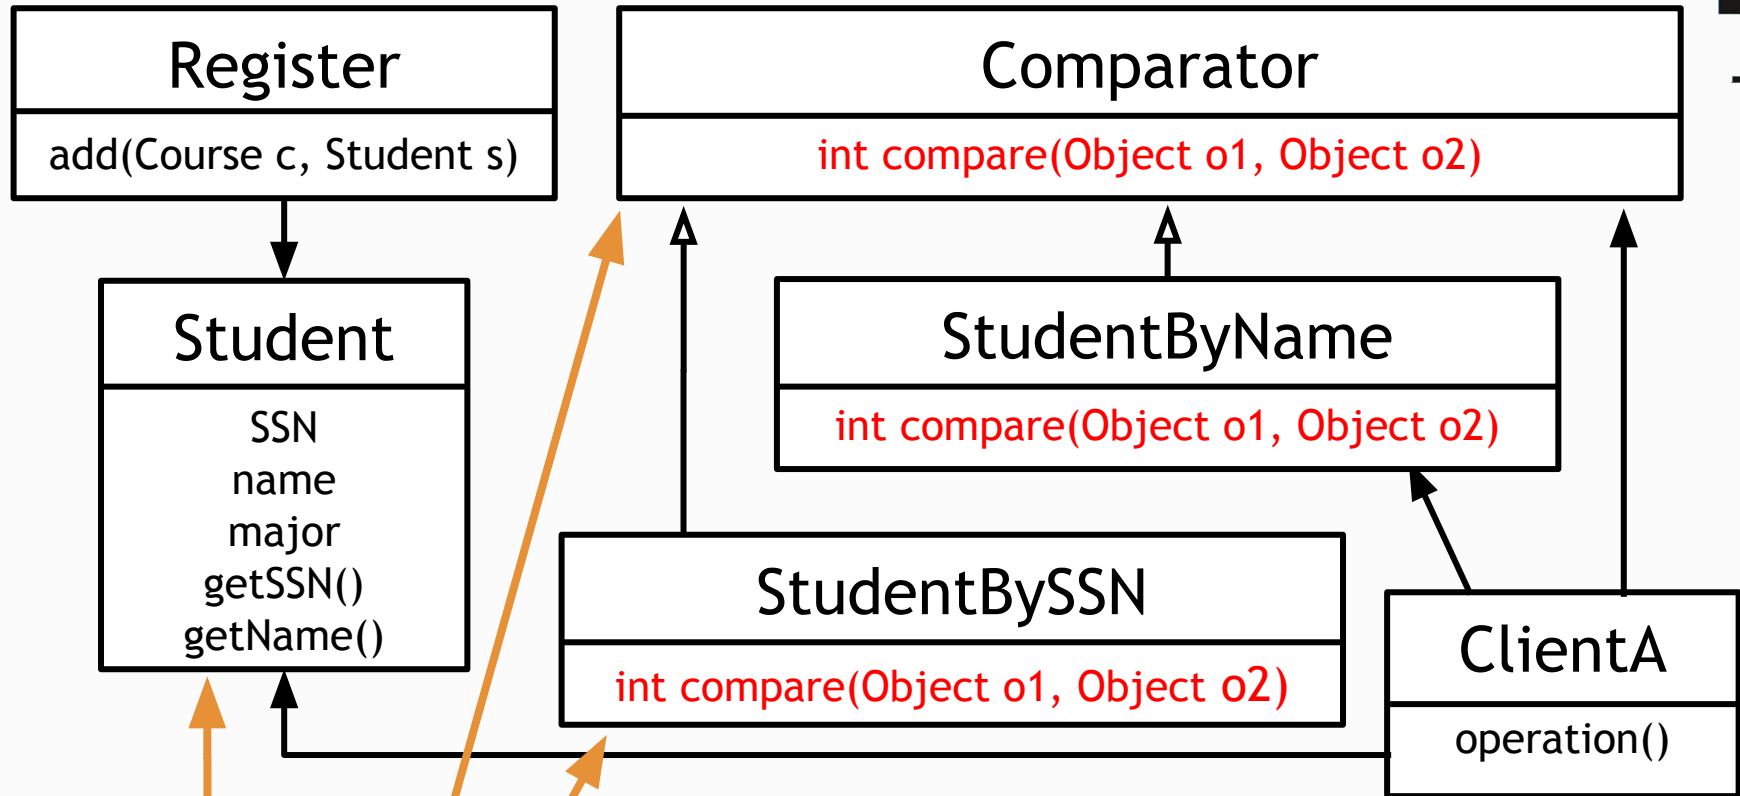 Register
add(Course c, Student s)
Comparator
int compare(Object o1, Object o2)
Student
SSN
name
major
getSSN()
getName()
StudentByName
int compare(Object o1, Object o2)
StudentBySSN
int compare(Object o1, Object o2)
ClientA
operation()